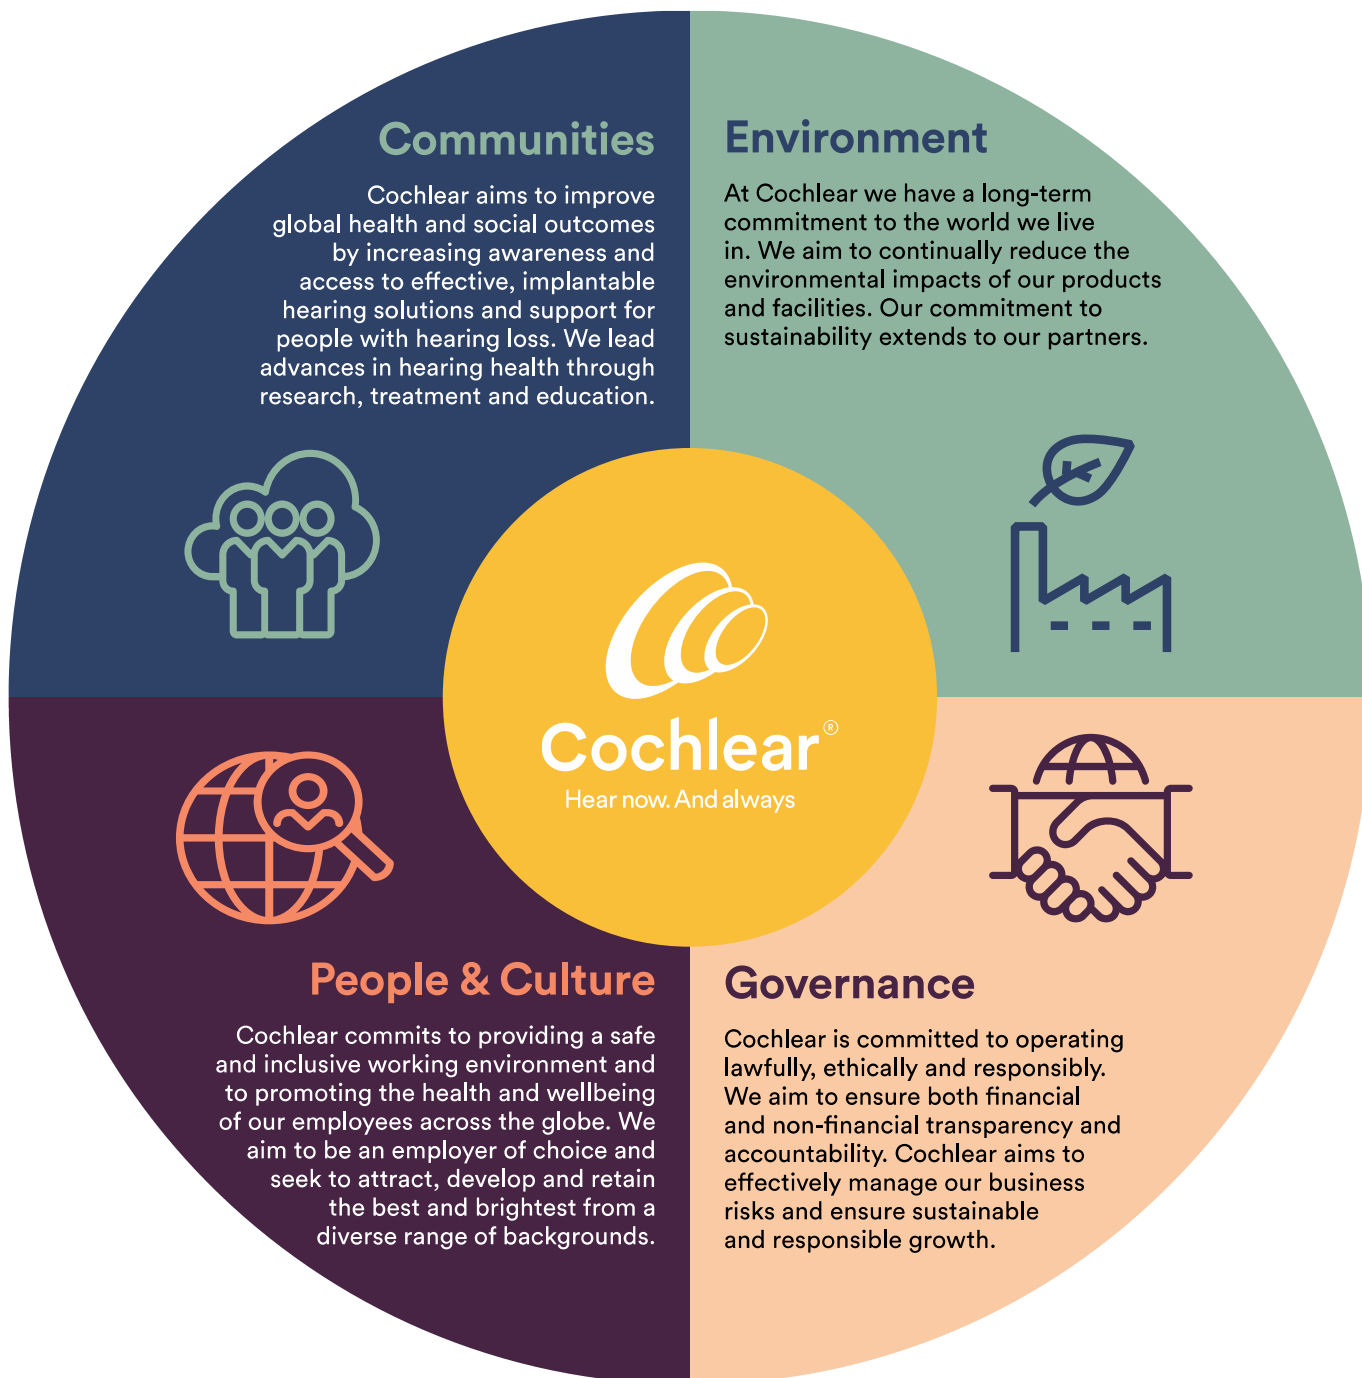 Communities
Cochlear aims to improve
global health and social outcomes
by increasing awareness and
access to effective, implantable
hearing solutions and support for
people with hearing loss. We lead
advances in hearing health through
research, treatment and education.
Environment
At Cochlear we have a long-term
commitment to the world we live
in. We aim to continually reduce the
environmental impacts of our products
and facilities. Our commitment to
sustainability extends to our partners.
Cochlear®
Hear now. And always
People & Culture
Cochlear commits to providing a safe
and inclusive working environment and
to promoting the health and wellbeing
of our employees across the globe. We
aim to be an employer of choice and
seek to attract, develop and retain
the best and brightest from a
diverse range of backgrounds.
Governance
Cochlear is committed to operating
lawfully, ethically and responsibly.
We aim to ensure both financial
and non-financial transparency and
accountability. Cochlear aims to
effectively manage our business
risks and ensure sustainable
and responsible growth.